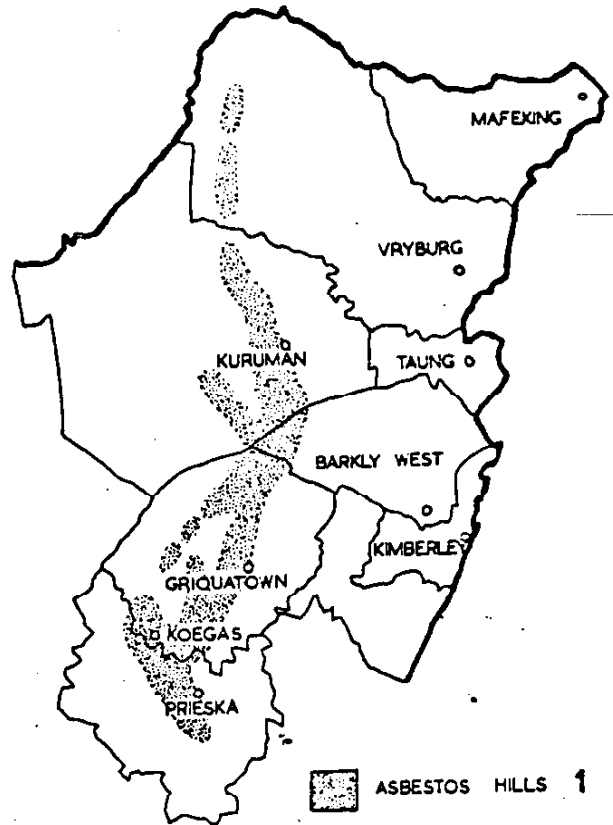 MAFEKING
VRYBURG
KURUMAN
TAUNG
BARKLY WEST
KIMBERLEY
GRIQUATOWN
KOEGAS
PRIESKA
ASBESTOS HILLS 1